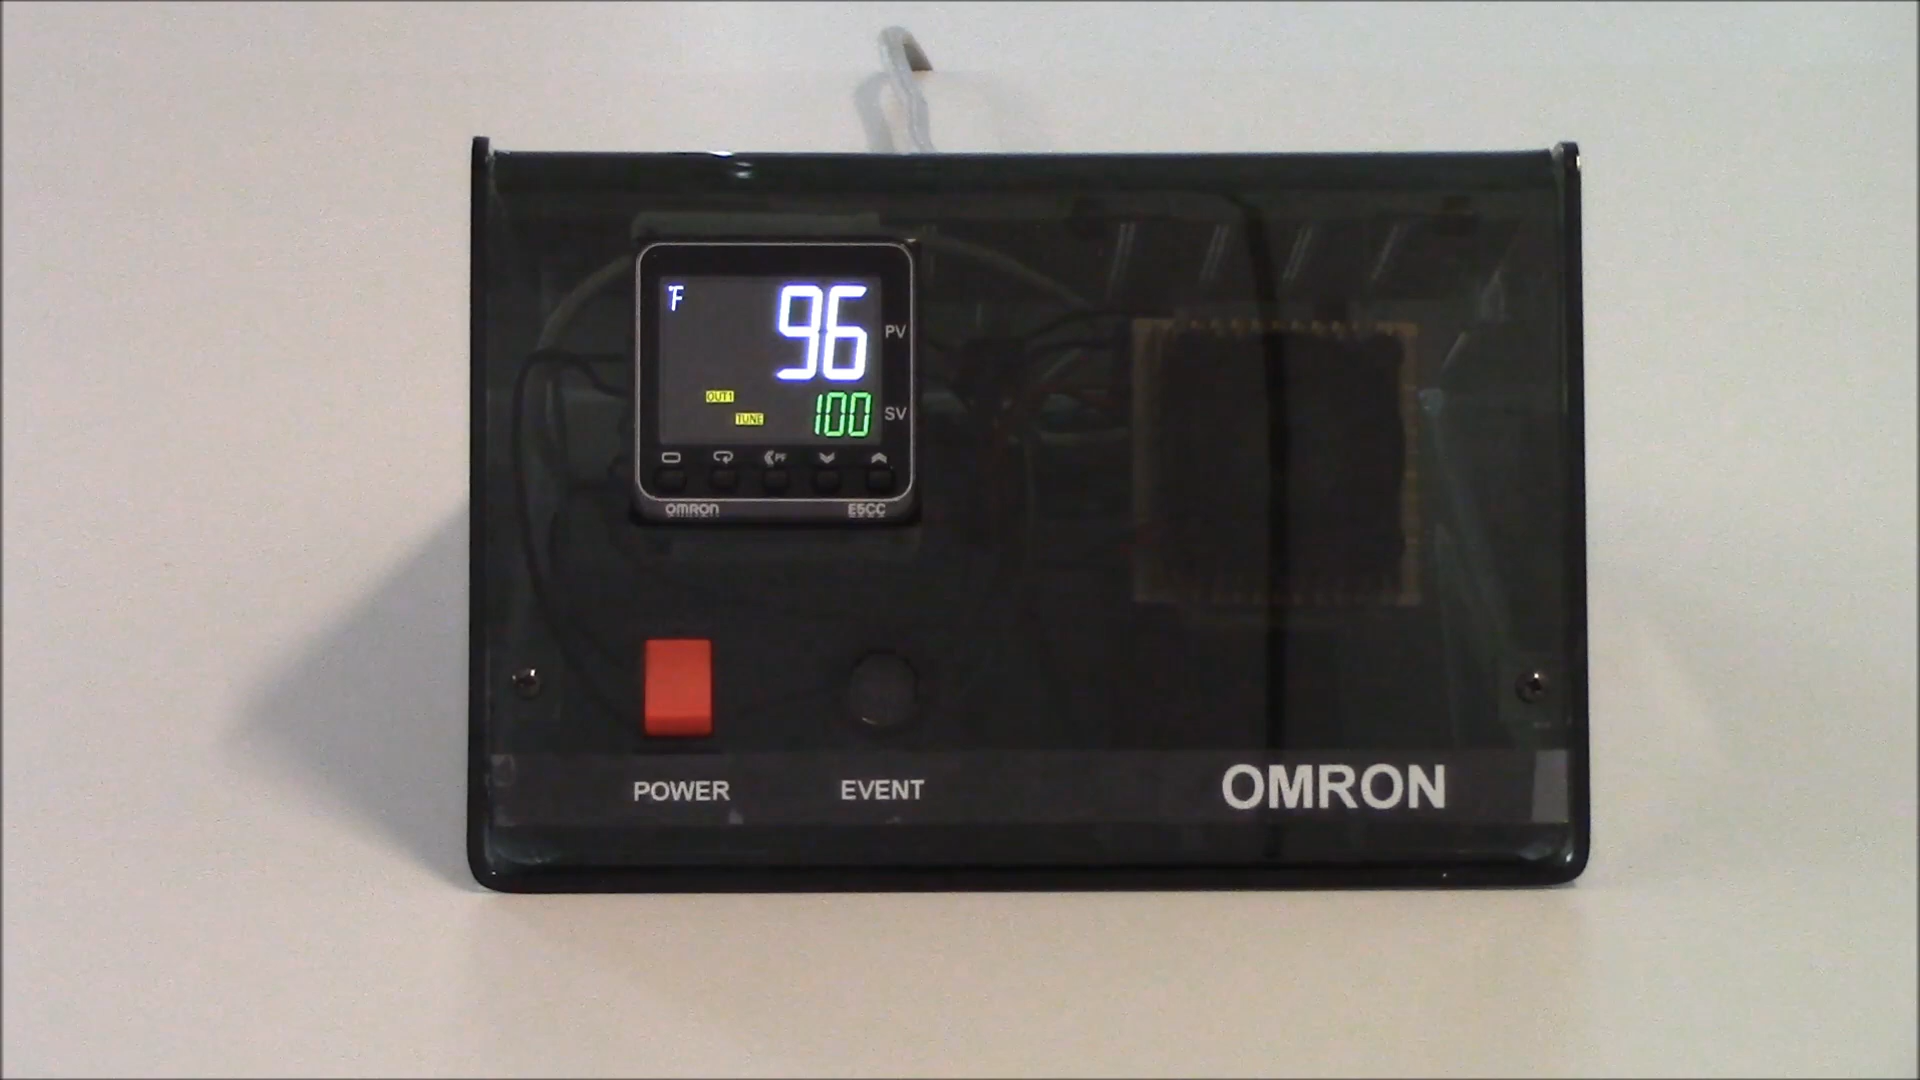 °F
96
PV
OUT1
TUNE
100
SV
PF
OMRON
E5CC
POWER
EVENT
OMRON